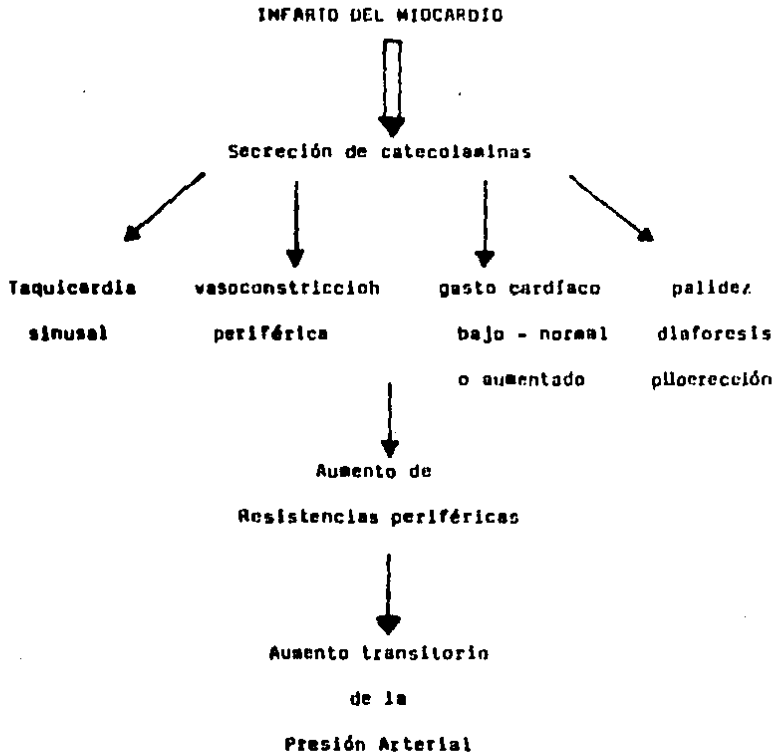 INFARTO DEL MIOCARDIO
Secreción de catecolaminas
Taquicardia vasoconstriccioh gasto cardíaco palidez
sinusal periférica bajo - normal diaforesis
o aumentado piloerección
Aumento de
Resistencias periféricas
Aumento transitorio
de la
Presión Arterial